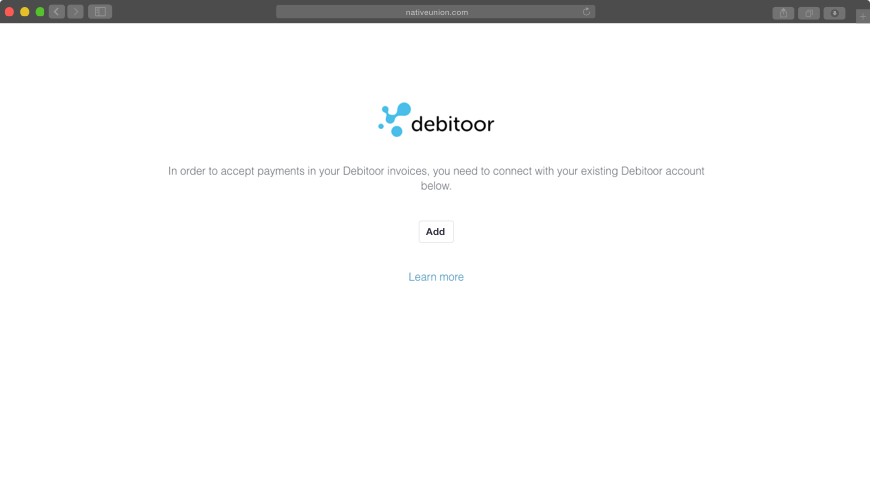 nativeunion.com
debitoor
In order to accept payments in your Debitoor invoices, you need to connect with your existing Debitoor account
below.
Add
Learn more